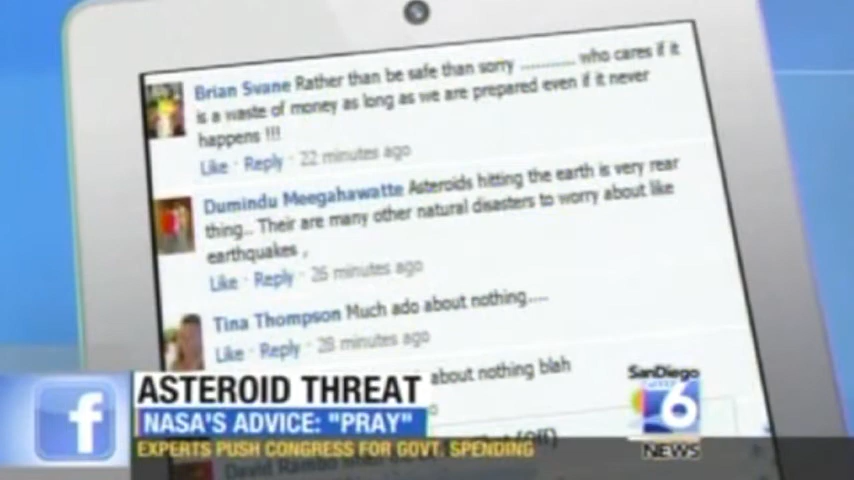 Brian Svane Rather than be safe than sorry ............ who cares if it
is a waste of money as long as we are prepared even if it never
happens !!!
Like · Reply · 22 minutes ago
Dumindu Meegahawatte Asteroids hitting the earth is very rear
thing.. Their are many other natural disasters to worry about like
earthquakes ,
Like · Reply · 26 minutes ago
Tina Thompson Much ado about nothing....
Like · Reply · 28 minutes ago
about nothing blah
f
ASTEROID THREAT
NASA'S ADVICE: "PRAY"
EXPERTS PUSH CONGRESS FOR GOVT. SPENDING
David Rambo
SanDiego
6
NEWS